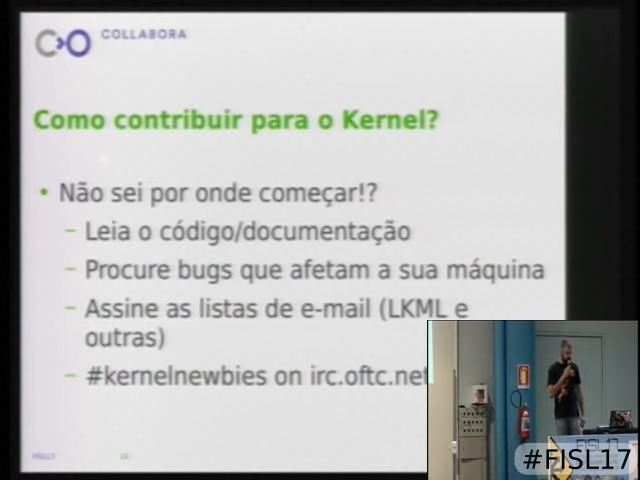 COLLABORA
Como contribuir para o Kernel?
• Não sei por onde começar!?
– Leia o código/documentação
– Procure bugs que afetam a sua máquina
– Assine as listas de e-mail (LKML e
outras)
– #kernelnewbies on irc.oftc.net
FISL17
#FISL17